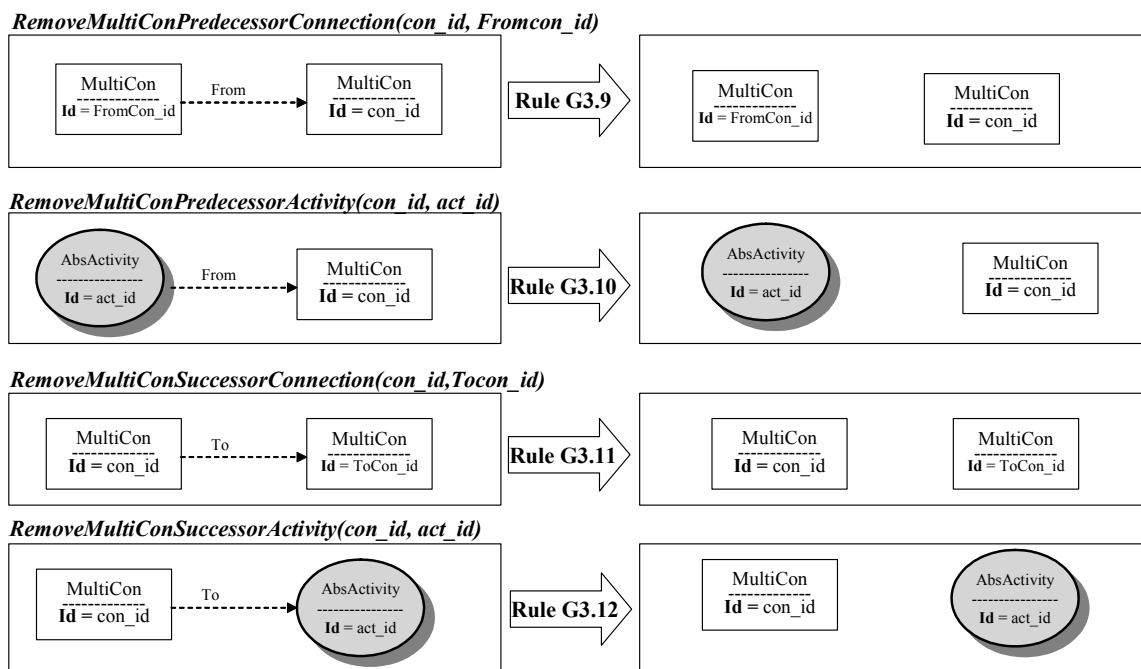 RemoveMultiConPredecessorConnection(con_id, Fromcon_id)
MultiCon
Id = FromCon_id
From
MultiCon
Id = con_id
Rule G3.9
MultiCon
Id = FromCon_id
MultiCon
Id = con_id
RemoveMultiConPredecessorActivity(con_id, act_id)
AbsActivity
Id = act_id
From
MultiCon
Id = con_id
Rule G3.10
AbsActivity
Id = act_id
MultiCon
Id = con_id
RemoveMultiConSuccessorConnection(con_id,Tocon_id)
MultiCon
Id = con_id
To
MultiCon
Id = ToCon_id
Rule G3.11
MultiCon
Id = con_id
MultiCon
Id = ToCon_id
RemoveMultiConSuccessorActivity(con_id, act_id)
MultiCon
Id = con_id
To
AbsActivity
Id = act_id
Rule G3.12
MultiCon
Id = con_id
AbsActivity
Id = act_id